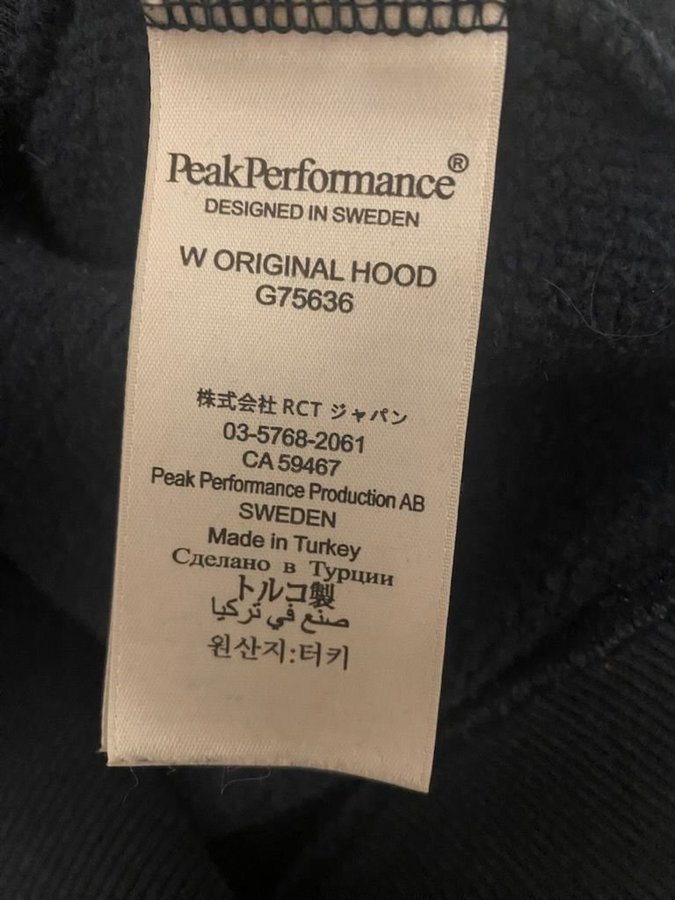 PeakPerformance®
DESIGNED IN SWEDEN
W ORIGINAL HOOD
G75636
株式会社 RCT ジャパン
03-5768-2061
CA 59467
Peak Performance Production AB
SWEDEN
Made in Turkey
Сделано в Турции
トルコ製
صنع في تركيا
원산지:터키